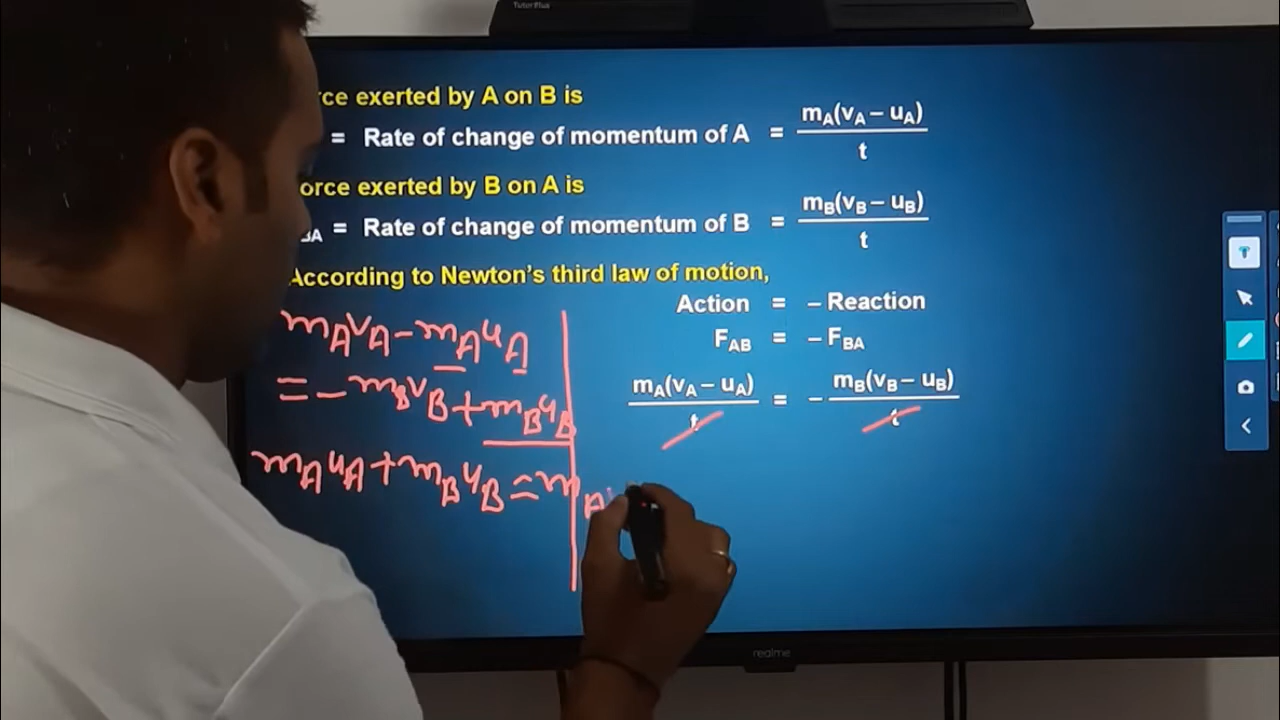 TutorPlus
rce exerted by A on B is
= Rate of change of momentum of A = mA(vA – uA) / t
orce exerted by B on A is
BA = Rate of change of momentum of B = mB(vB – uB) / t
According to Newton's third law of motion,
Action = – Reaction
FAB = – FBA
mA(vA – uA) / t = – mB(vB – uB) / t
mAvA – mAuA
= – mBvB + mBuB
mAuA + mBuB = mA
realme